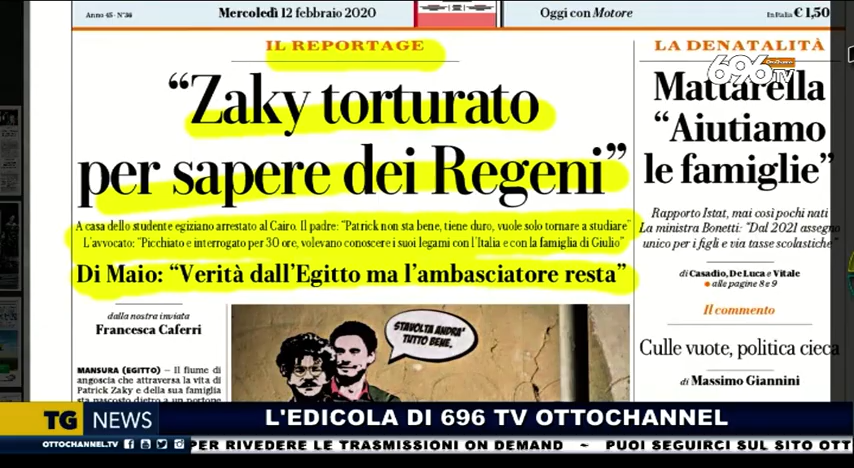 Anno 45 - N° 36
Mercoledì 12 febbraio 2020
Oggi con Motore
In Italia € 1,50
IL REPORTAGE
“Zaky torturato
per sapere dei Regeni”
A casa dello studente egiziano arrestato al Cairo. Il padre: “Patrick non sta bene, tiene duro, vuole solo tornare a studiare”
L’avvocato: “Picchiato e interrogato per 30 ore, volevano conoscere i suoi legami con l’Italia e con la famiglia di Giulio”
Di Maio: “Verità dall’Egitto ma l’ambasciatore resta”
dalla nostra inviata
Francesca Caferri
MANSURA (EGITTO) – Il fiume di
angoscia che attraversa la vita di
Patrick Zaky e della sua famiglia
sta nascosto dietro a un portone
STAVOLTA ANDRA'
TUTTO BENE.
LA DENATALITÀ
696 TV
Mattarella
“Aiutiamo
le famiglie”
Rapporto Istat, mai così pochi nati
La ministra Bonetti: “Dal 2021 assegno
unico per i figli e via tasse scolastiche”
di Casadio, De Luca e Vitale
● alle pagine 8 e 9
Il commento
Culle vuote, politica cieca
di Massimo Giannini
TG NEWS
L'EDICOLA DI 696 TV OTTOCHANNEL
OTTOCHANNEL.TV
PER RIVEDERE LE TRASMISSIONI ON DEMAND - PUOI SEGUIRCI SUL SITO OTT